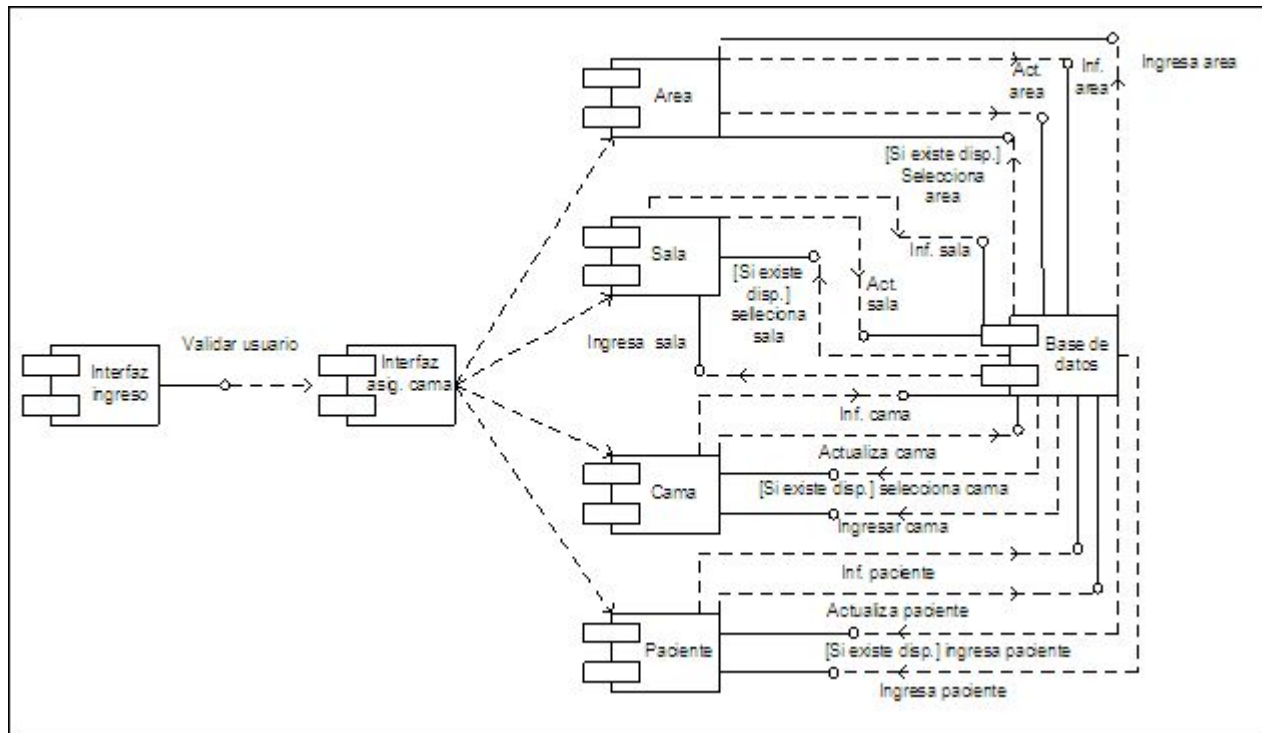 Ingresa area
Inf.
area
Act.
area
Area
[Si existe disp.]
Selecciona
area
Sala
Inf. sala
[Si existe
disp.]
selleciona
sala
Act.
sala
Ingresa sala
Base de
datos
Validar usuario
Interfaz
ingreso
Interfaz
asig. cama
Inf. cama
Actualiza cama
Cama
[Si existe disp.] selecciona cama
Ingresar cama
Inf. paciente
Actualiza paciente
Paciente
[Si existe disp.] ingresa paciente
Ingresa paciente